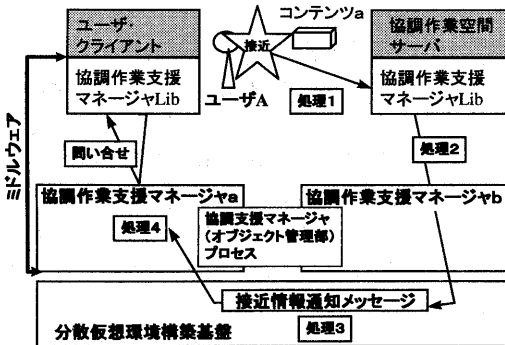 ユーザ・
クライアント
協調作業支援
マネージャLib
接近
コンテンツa
ユーザA
処理1
協調作業空間
サーバ
協調作業支援
マネージャLib
ミドルウェア
問い合せ
処理2
協調作業支援マネージャa
協調作業支援マネージャb
処理4
協調支援マネージャ
(オブジェクト管理部)
プロセス
接近情報通知メッセージ
処理3
分散仮想環境構築基盤